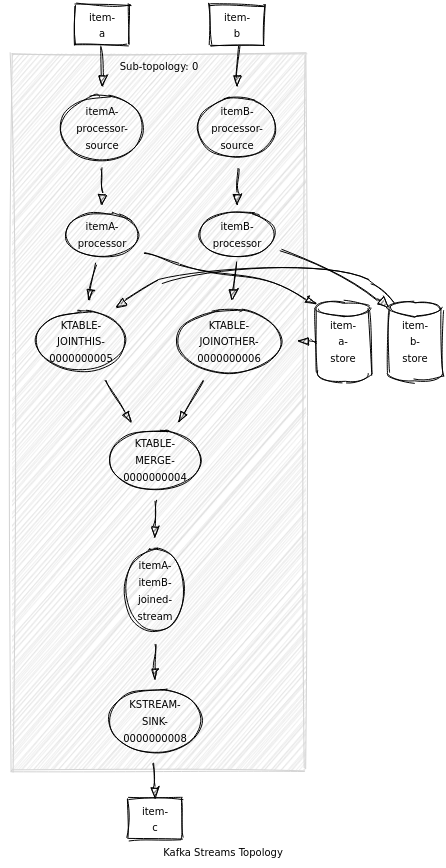 item-
a
item-
b
Sub-topology: 0
itemA-
processor-
source
itemB-
processor-
source
itemA-
processor
itemB-
processor
KTABLE-
JOINTHIS-
0000000005
KTABLE-
JOINOTHER-
0000000006
item-
a-
store
item-
b-
store
KTABLE-
MERGE-
0000000004
itemA-
itemB-
joined-
stream
KSTREAM-
SINK-
0000000008
item-
c
Kafka Streams Topology